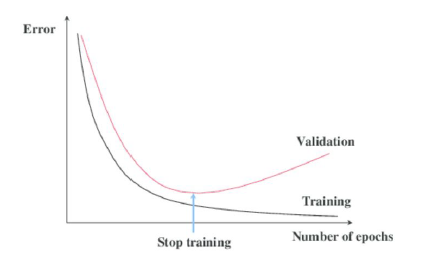 Error
Validation
Training
Stop training
Number of epochs